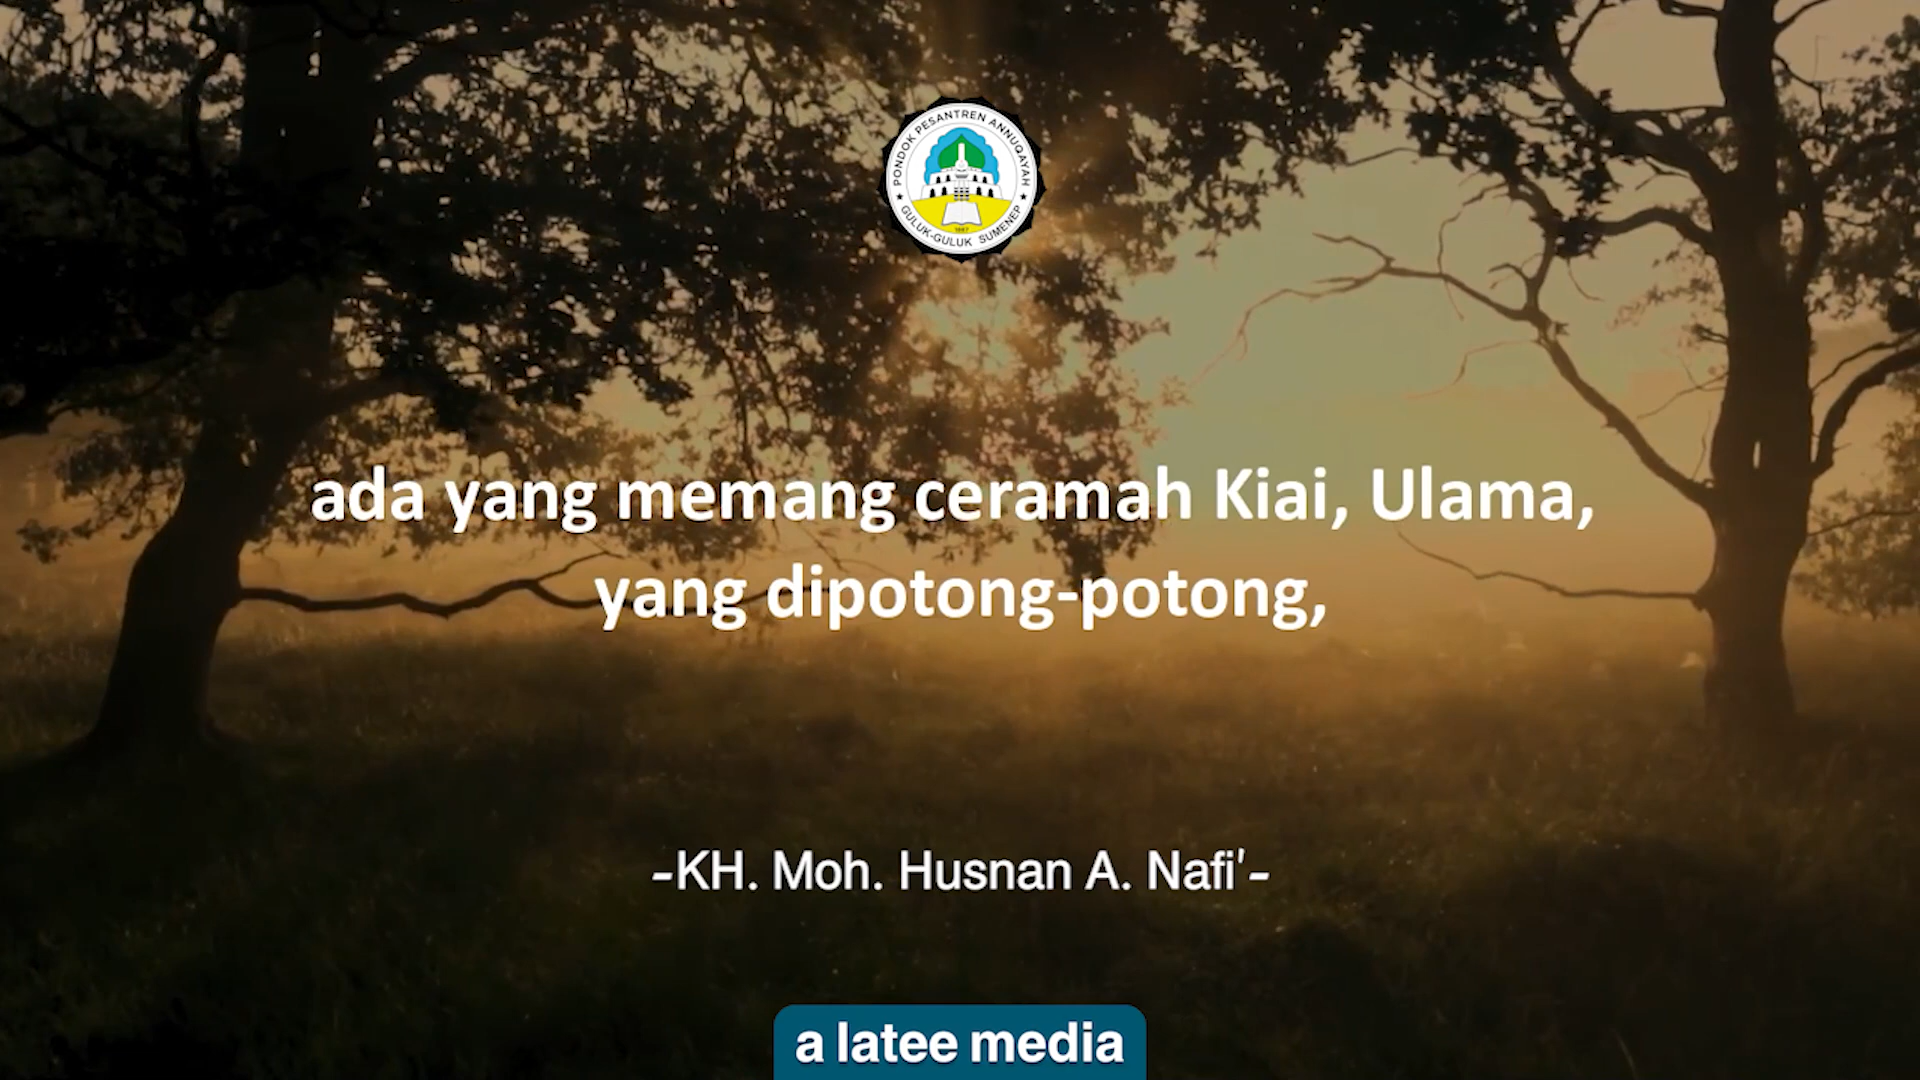 PONDOK PESANTREN ANNUQAYAH
GULUK-GULUK SUMENEP
1887
ada yang memang ceramah Kiai, Ulama,
yang dipotong-potong,
-KH. Moh. Husnan A. Nafi'-
a latee media